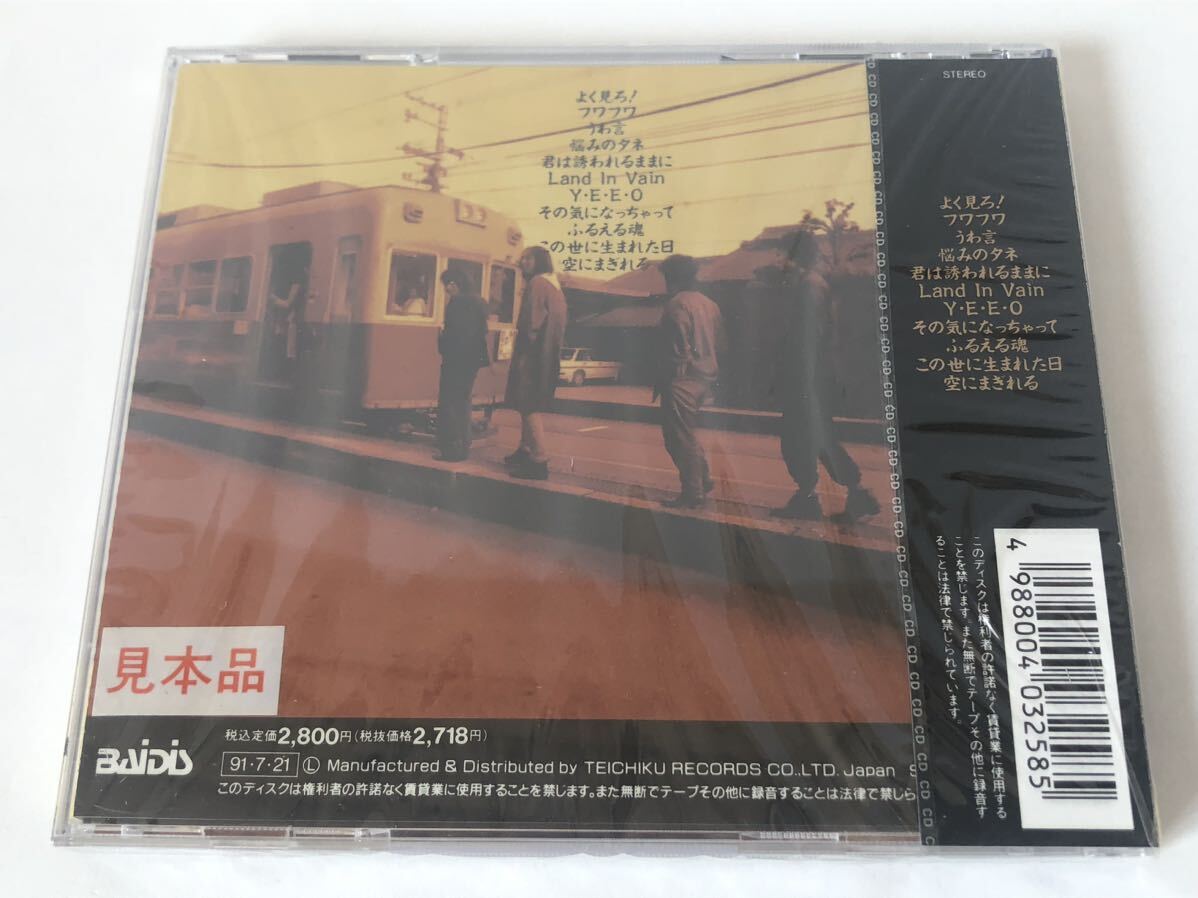 よく見ろ!
フワフワ
うわ言
悩みのタネ
君は誘われるままに
Land In Vain
Y・E・E・O
その気になっちゃって
ふるえる魂
この世に生まれた日
空にまぎれる
STEREO
よく見ろ!
フワフワ
うわ言
悩みのタネ
君は誘われるままに
Land In Vain
Y・E・E・O
その気になっちゃって
ふるえる魂
この世に生まれた日
空にまぎれる
このディスクは権利者の許諾なく賃貸業に使用する
ことを禁じます。また無断でテープその他に録音す
ることは法律で禁じられています。
4 988004 032585
見本品
BAiDiS
税込定価2,800円(税抜価格2,718円)
91・7・21 Ⓛ Manufactured & Distributed by TEICHIKU RECORDS CO.,LTD. Japan
このディスクは権利者の許諾なく賃貸業に使用することを禁じます。また無断でテープその他に録音することは法律で禁じら